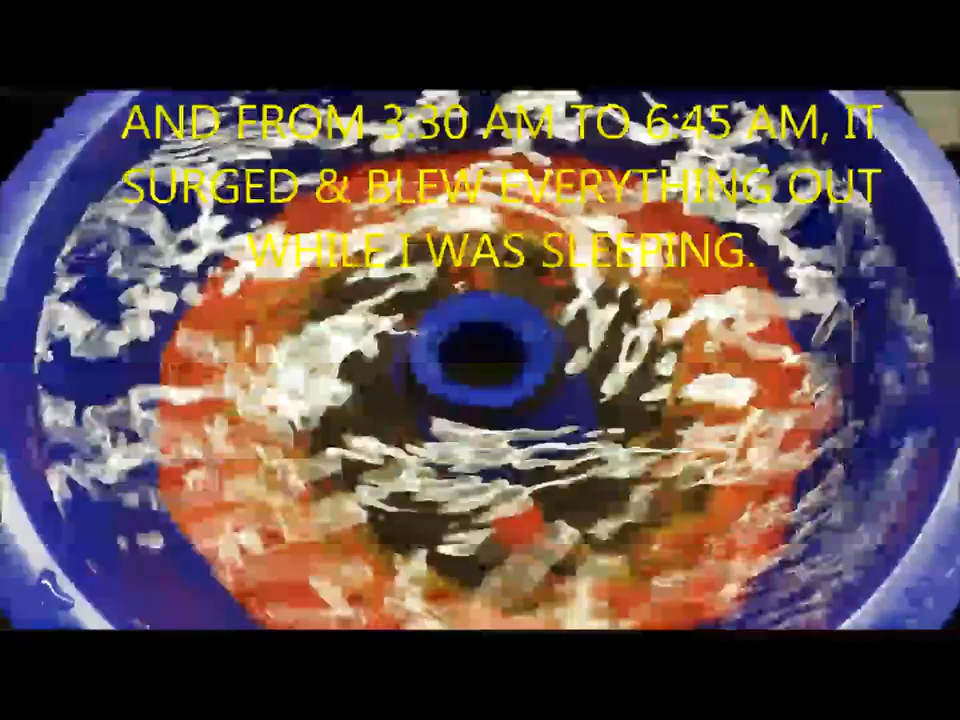 AND FROM 3:30 AM TO 6:45 AM, IT
SURGED & BLEW EVERYTHING OUT
WHILE I WAS SLEEPING.